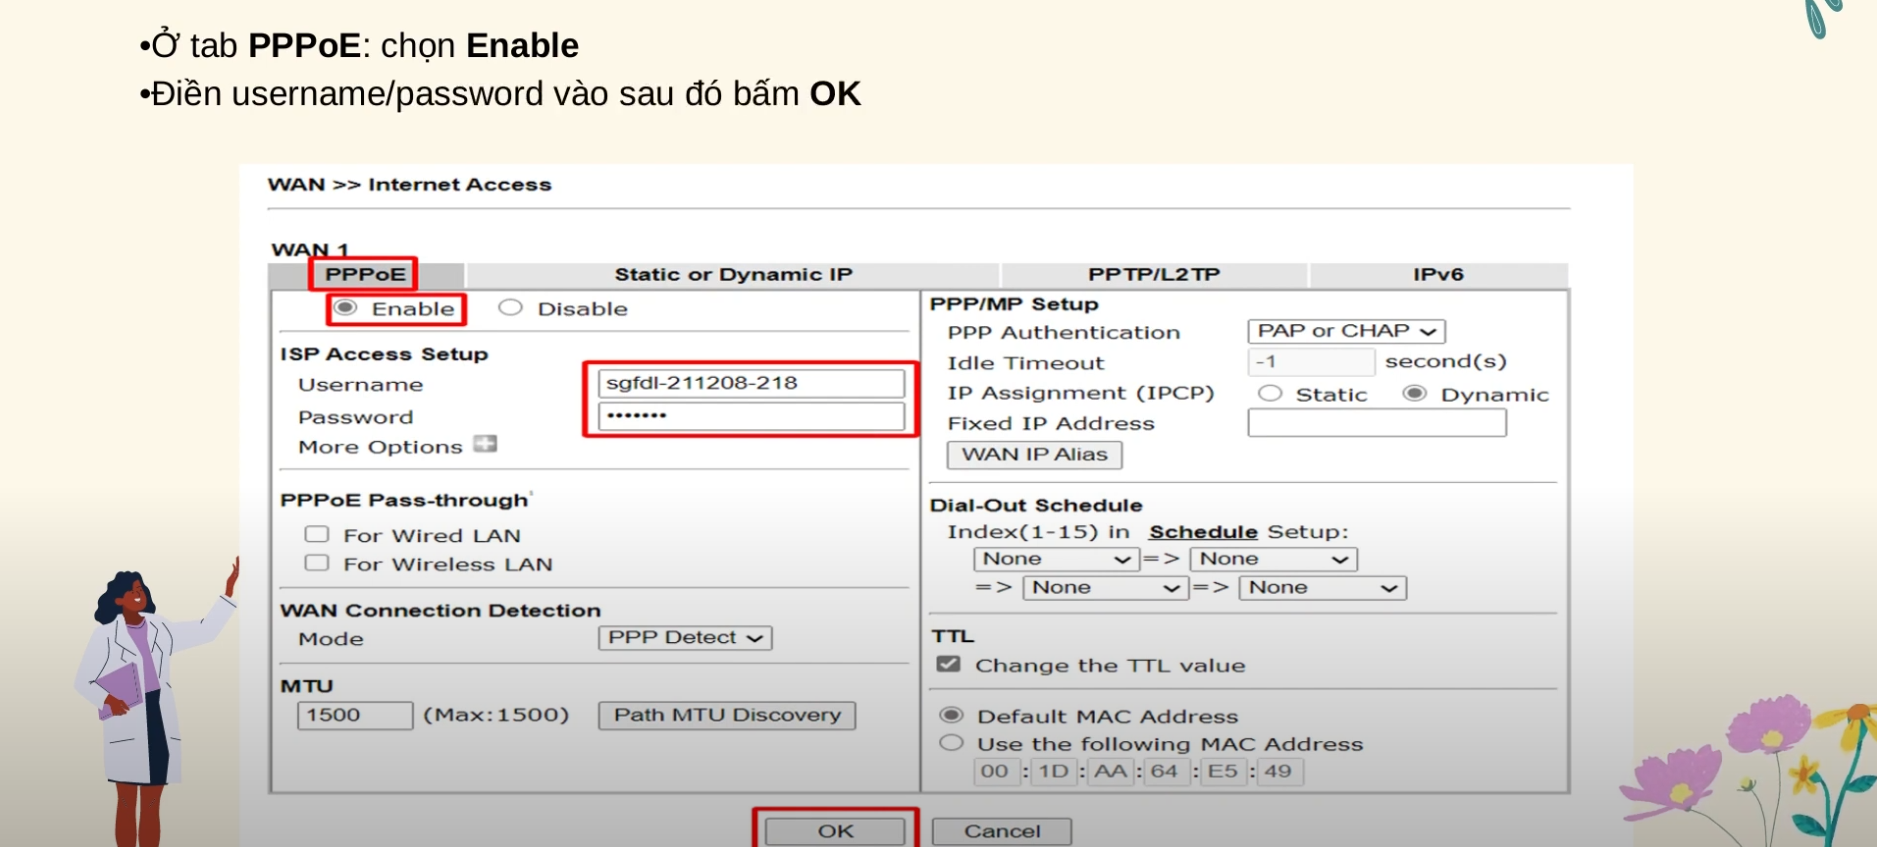 •Ở tab PPPoE: chọn Enable
•Điền username/password vào sau đó bấm OK
WAN >> Internet Access
WAN 1
PPPoE
Static or Dynamic IP
PPTP/L2TP
IPv6
Enable Disable
ISP Access Setup
Username sgfdl-211208-218
Password •••••••
More Options
PPPoE Pass-through
For Wired LAN
For Wireless LAN
WAN Connection Detection
Mode PPP Detect
MTU
1500 (Max:1500) Path MTU Discovery
PPP/MP Setup
PPP Authentication PAP or CHAP
Idle Timeout -1 second(s)
IP Assignment (IPCP) Static Dynamic
Fixed IP Address
WAN IP Alias
Dial-Out Schedule
Index(1-15) in Schedule Setup:
None => None
=> None => None
TTL
Change the TTL value
Default MAC Address
Use the following MAC Address
00 : 1D : AA : 64 : E5 : 49
OK Cancel